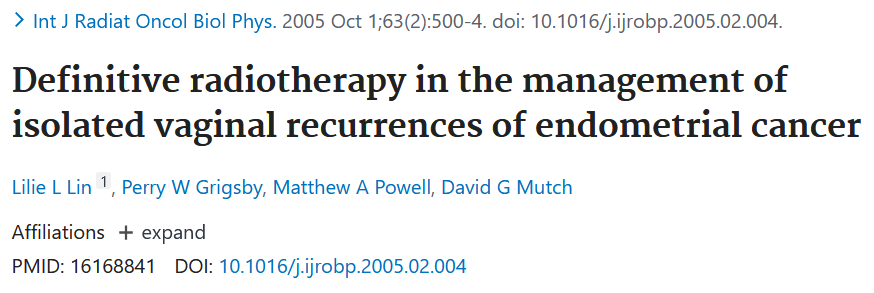 > Int J Radiat Oncol Biol Phys. 2005 Oct 1;63(2):500-4. doi: 10.1016/j.ijrobp.2005.02.004.
Definitive radiotherapy in the management of
isolated vaginal recurrences of endometrial cancer
Lilie L Lin 1, Perry W Grigsby, Matthew A Powell, David G Mutch
Affiliations + expand
PMID: 16168841 DOI: 10.1016/j.ijrobp.2005.02.004